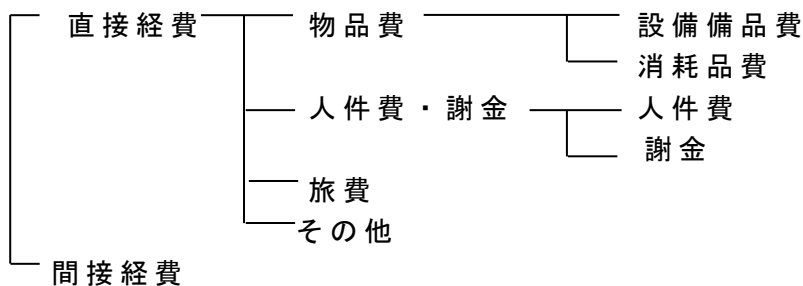 直接経費 物品費 設備備品費
消耗品費
人件費・謝金 人件費
謝金
旅費
その他
間接経費